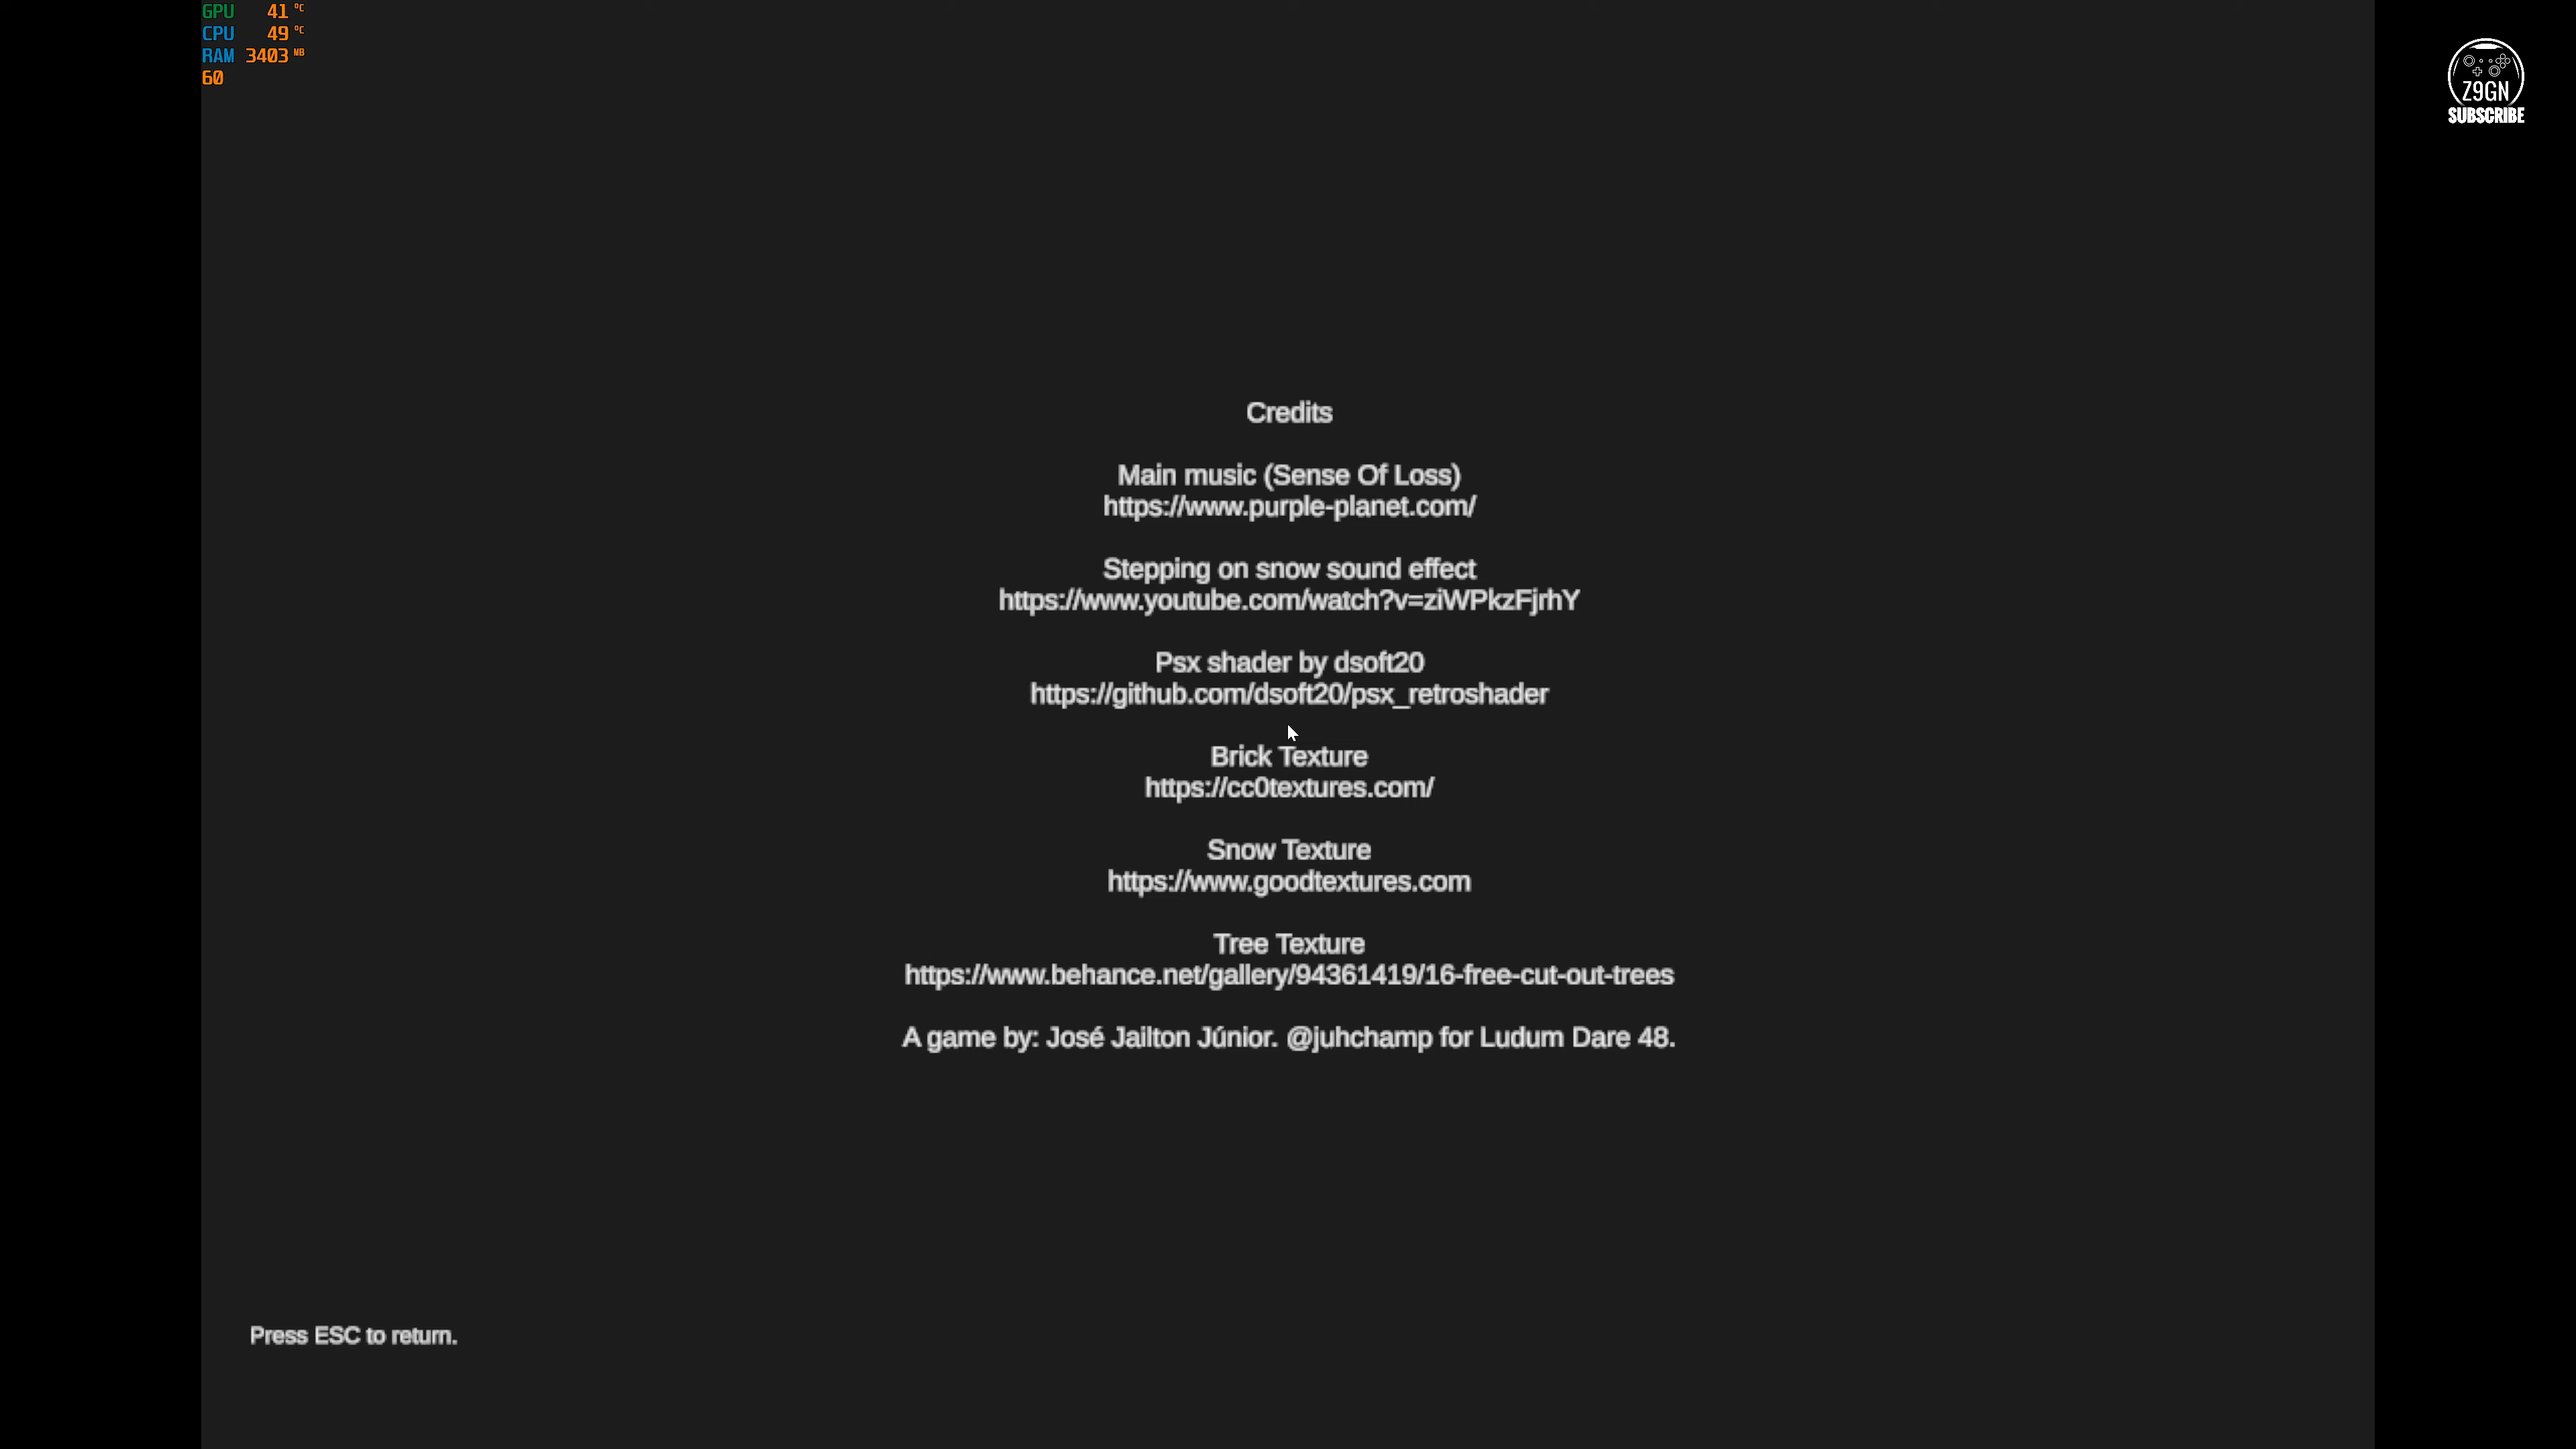 GPU 41 °C
CPU 49 °C
RAM 3403 MB
60
Z9GN
SUBSCRIBE
Credits
Main music (Sense Of Loss)
https://www.purple-planet.com/
Stepping on snow sound effect
https://www.youtube.com/watch?v=ziWPkzFjrhY
Psx shader by dsoft20
https://github.com/dsoft20/psx_retroshader
Brick Texture
https://cc0textures.com/
Snow Texture
https://www.goodtextures.com
Tree Texture
https://www.behance.net/gallery/94361419/16-free-cut-out-trees
A game by: José Jailton Júnior. @juhchamp for Ludum Dare 48.
Press ESC to return.